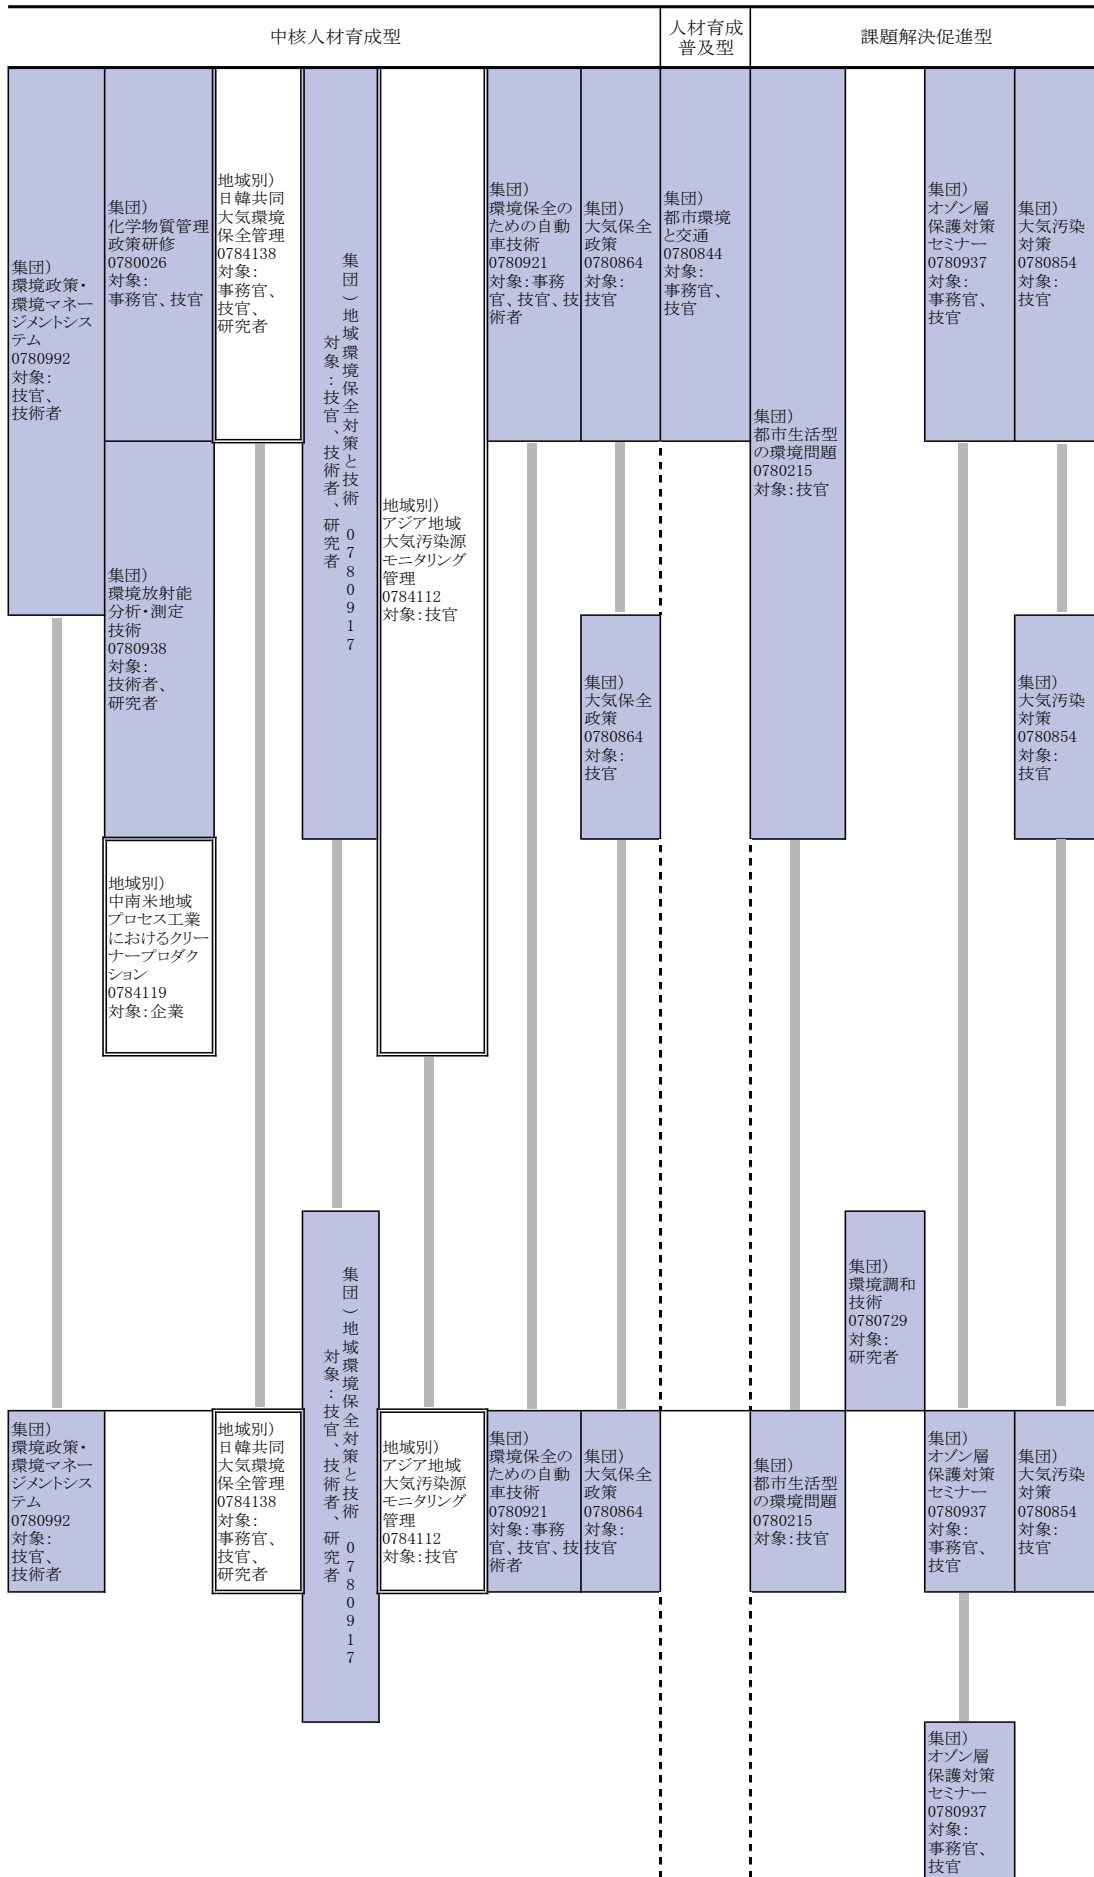 中核人材育成型
人材育成
普及型
課題解決促進型
集団）
環境政策・
環境マネー
ジメントシス
テム
0780992
対象：
技官、
技術者
集団）
化学物質管理
政策研修
0780026
対象：
事務官、技官
地域別）
日韓共同
大気環境
保全管理
0784138
対象：
事務官、
技官、
研究者
集団）地域環境保全対策と技術　0780917
対象：技官、技術者、研究者
地域別）
アジア地域
大気汚染源
モニタリング
管理
0784112
対象：技官
集団）
環境保全の
ための自動
車技術
0780921
対象：事務
官、技官、技
術者
集団）
大気保全
政策
0780864
対象：
技官
集団）
都市環境
と交通
0780844
対象：
事務官、
技官
集団）
都市生活型
の環境問題
0780215
対象：技官
集団）
オゾン層
保護対策
セミナー
0780937
対象：
事務官、
技官
集団）
大気汚染
対策
0780854
対象：
技官
集団）
環境放射能
分析・測定
技術
0780938
対象：
技術者、
研究者
集団）
大気保全
政策
0780864
対象：
技官
集団）
大気汚染
対策
0780854
対象：
技官
地域別）
中南米地域
プロセス工業
におけるクリー
ナープロダク
ション
0784119
対象：企業
集団）
環境調和
技術
0780729
対象：
研究者
集団）
環境政策・
環境マネー
ジメントシス
テム
0780992
対象：
技官、
技術者
地域別）
日韓共同
大気環境
保全管理
0784138
対象：
事務官、
技官、
研究者
集団）地域環境保全対策と技術　0780917
対象：技官、技術者、研究者
地域別）
アジア地域
大気汚染源
モニタリング
管理
0784112
対象：技官
集団）
環境保全の
ための自動
車技術
0780921
対象：事務
官、技官、技
術者
集団）
大気保全
政策
0780864
対象：
技官
集団）
都市生活型
の環境問題
0780215
対象：技官
集団）
オゾン層
保護対策
セミナー
0780937
対象：
事務官、
技官
集団）
大気汚染
対策
0780854
対象：
技官
集団）
オゾン層
保護対策
セミナー
0780937
対象：
事務官、
技官